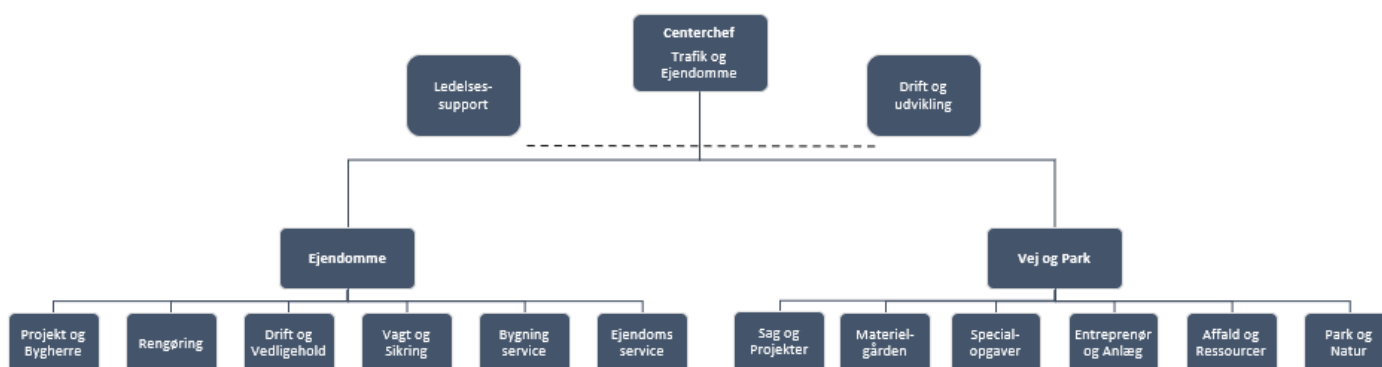 Centerchef
Trafik og
Ejendomme
Ledelses-
support
Drift og
udvikling
Ejendomme
Vej og Park
Projekt og
Bygherre
Rengøring
Drift og
Vedligehold
Vagt og
Sikring
Bygning
service
Ejendoms
service
Sag og
Projekter
Materiel-
gården
Special-
opgaver
Entreprenør
og Anlæg
Affald og
Ressourcer
Park og
Natur